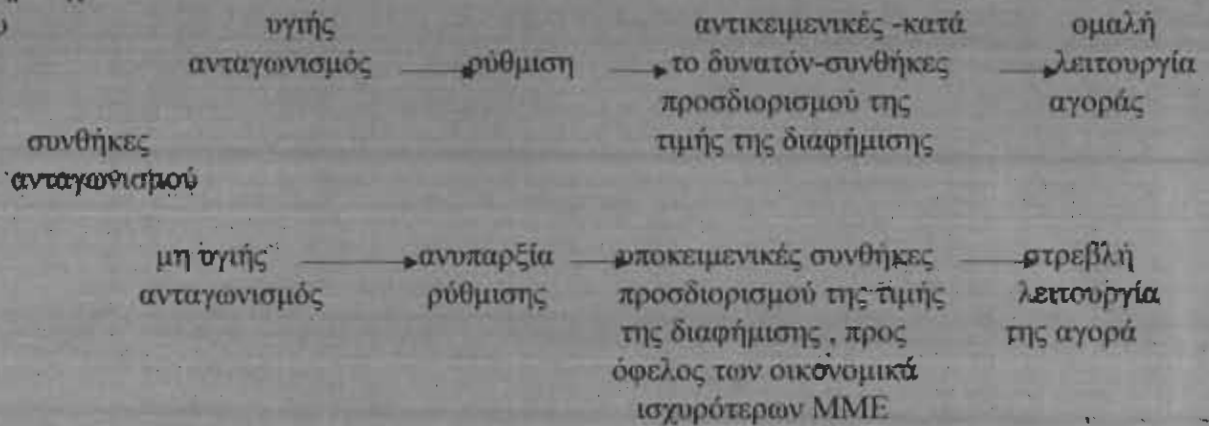 υγιής αντικειμενικές -κατά ομαλή
ανταγωνισμός ρύθμιση το δυνατόν-συνθήκες λειτουργία
προσδιορισμού της αγοράς
συνθήκες τιμής της διαφήμισης
ανταγωνισμού
μη υγιής ανυπαρξία υποκειμενικές συνθήκες στρεβλή
ανταγωνισμός ρύθμισης προσδιορισμού της τιμής λειτουργία
της διαφήμισης , προς της αγορά
όφελος των οικονομικά
ισχυρότερων ΜΜΕ